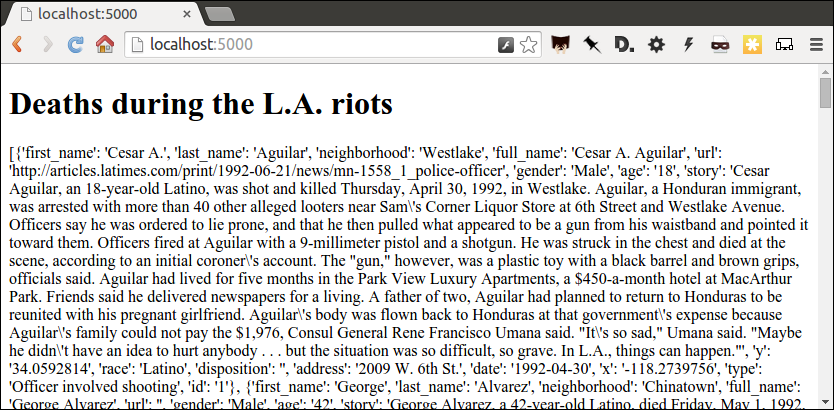 localhost:5000
localhost:5000
D.
Deaths during the L.A. riots
[{'first_name': 'Cesar A.', 'last_name': 'Aguilar', 'neighborhood': 'Westlake', 'full_name': 'Cesar A. Aguilar', 'url':
'http://articles.latimes.com/print/1992-06-21/news/mn-1558_1_police-officer', 'gender': 'Male', 'age': '18', 'story': 'Cesar
Aguilar, an 18-year-old Latino, was shot and killed Thursday, April 30, 1992, in Westlake. Aguilar, a Honduran immigrant,
was arrested with more than 40 other alleged looters near Sam\'s Corner Liquor Store at 6th Street and Westlake Avenue.
Officers say he was ordered to lie prone, and that he then pulled what appeared to be a gun from his waistband and pointed it
toward them. Officers fired at Aguilar with a 9-millimeter pistol and a shotgun. He was struck in the chest and died at the
scene, according to an initial coroner\'s account. The "gun," however, was a plastic toy with a black barrel and brown grips,
officials said. Aguilar had lived for five months in the Park View Luxury Apartments, a $450-a-month hotel at MacArthur
Park. Friends said he delivered newspapers for a living. A father of two, Aguilar had planned to return to Honduras to be
reunited with his pregnant girlfriend. Aguilar\'s body was flown back to Honduras at that government\'s expense because
Aguilar\'s family could not pay the $1,976, Consul General Rene Francisco Umana said. "It\'s so sad," Umana said. "Maybe
he didn\'t have an idea to hurt anybody . . . but the situation was so difficult, so grave. In L.A., things can happen."', 'y':
'34.0592814', 'race': 'Latino', 'disposition': '', 'address': '2009 W. 6th St.', 'date': '1992-04-30', 'x': '-118.2739756', 'type':
'Officer involved shooting', 'id': '1'}, {'first_name': 'George', 'last_name': 'Alvarez', 'neighborhood': 'Chinatown', 'full_name':
'George Alvarez', 'url': '', 'gender': 'Male', 'age': '42', 'story': 'George Alvarez, a 42-year-old Latino, died Friday, May 1, 1992,